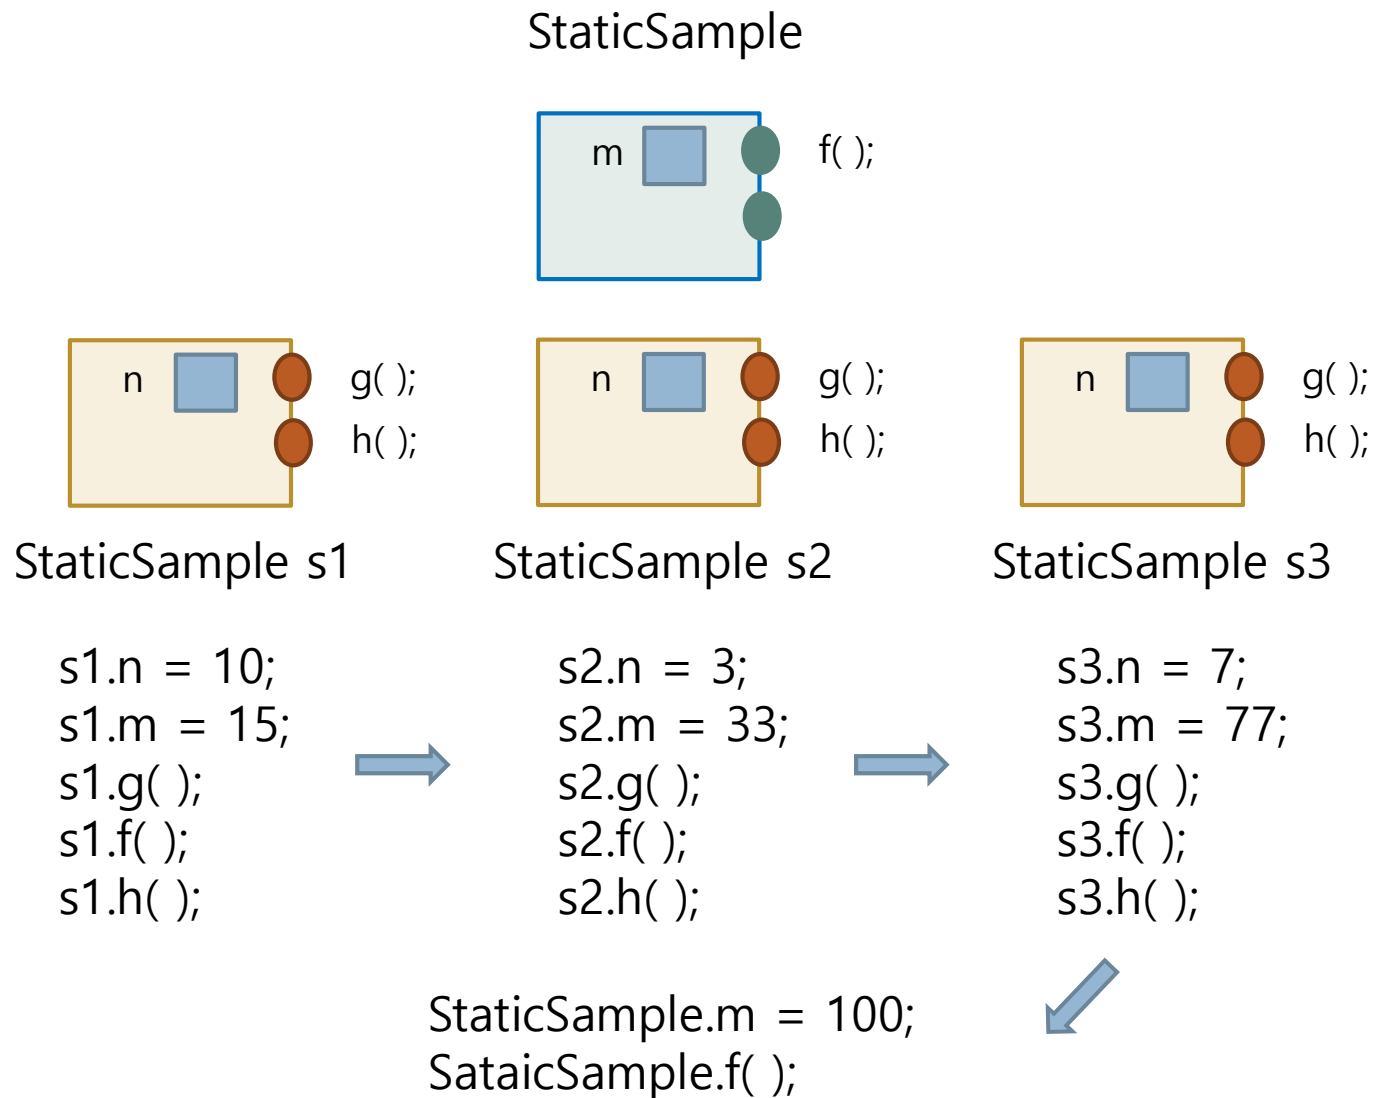 StaticSample
m f( );
n g( );
h( );
n g( );
h( );
n g( );
h( );
StaticSample s1
StaticSample s2
StaticSample s3
s1.n = 10;
s1.m = 15;
s1.g( );
s1.f( );
s1.h( );
s2.n = 3;
s2.m = 33;
s2.g( );
s2.f( );
s2.h( );
s3.n = 7;
s3.m = 77;
s3.g( );
s3.f( );
s3.h( );
StaticSample.m = 100;
SataicSample.f( );